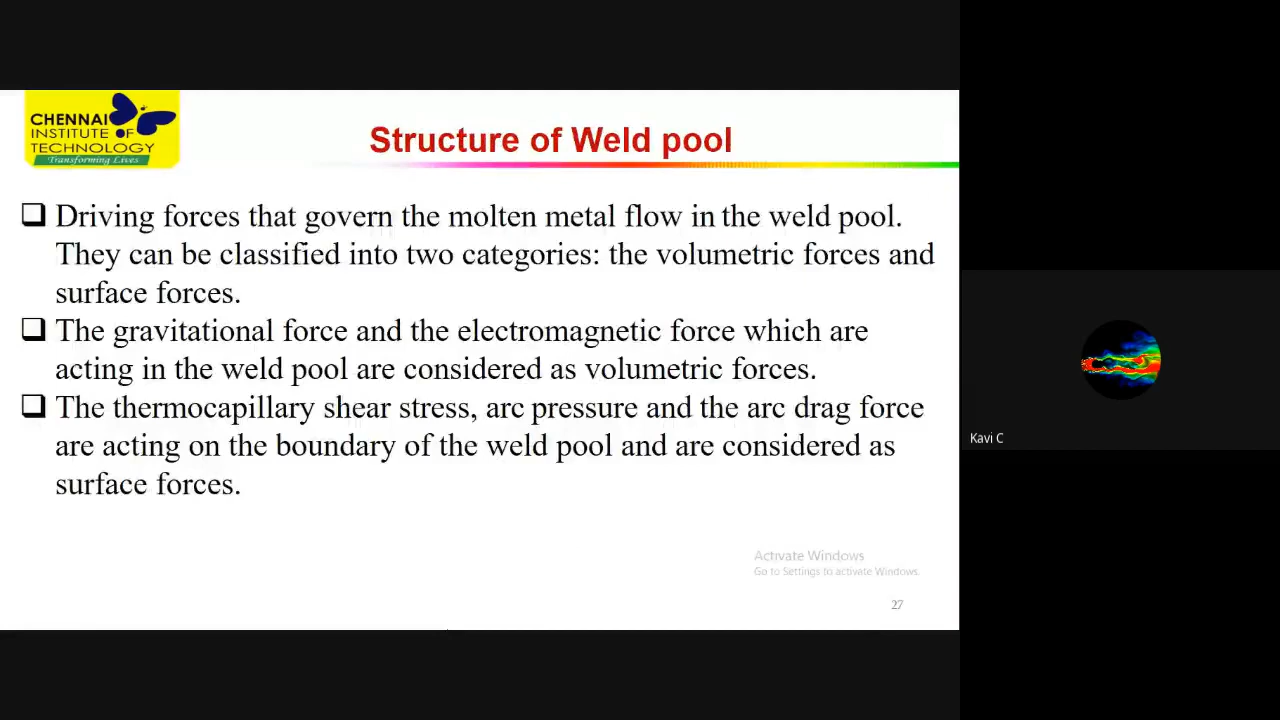 CHENNAI
INSTITUTE OF
TECHNOLOGY
Transforming Lives
Structure of Weld pool
Driving forces that govern the molten metal flow in the weld pool.
They can be classified into two categories: the volumetric forces and
surface forces.
The gravitational force and the electromagnetic force which are
acting in the weld pool are considered as volumetric forces.
The thermocapillary shear stress, arc pressure and the arc drag force
are acting on the boundary of the weld pool and are considered as
surface forces.
Activate Windows
Go to Settings to activate Windows.
27
Kavi C